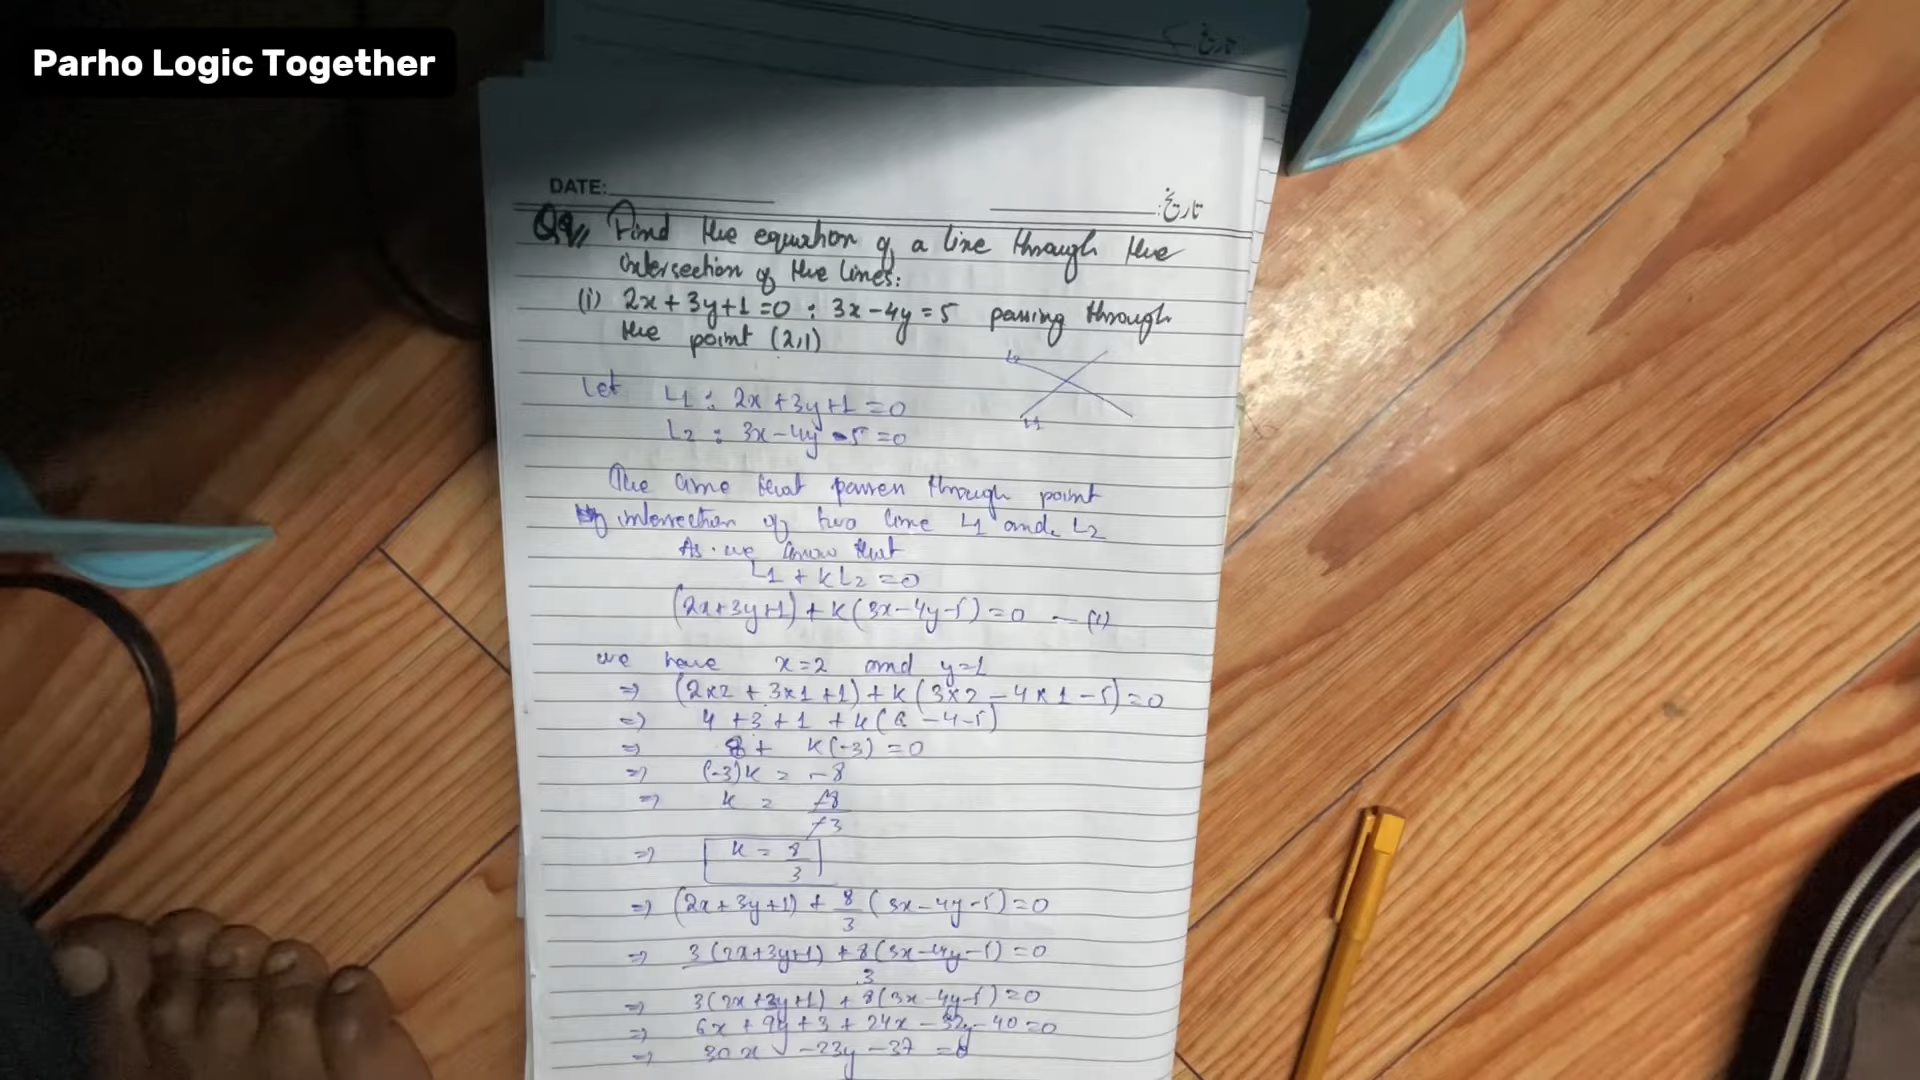 Parho Logic Together
تاریخ
DATE: تاریخ:
Q9, Find the equation of a line through the
intersection of the lines:
(i) 2x+3y+1=0 ; 3x-4y=5 passing through
the point (2,1)
L2
L1
Let L1 : 2x+3y+1=0
L2 : 3x-4y-5=0
The line that passes through point
intersection of two line L1 and L2
As we know that
L1 + kL2 = 0
(2x+3y+1) + k(3x-4y-5) = 0 — (1)
we have x=2 and y=1
=> (2x2 + 3x1 +1) + k(3x2 - 4x1 - 5) = 0
=> 4 + 3 + 1 + k(6 - 4 - 5)
=> 8 + k(-3) = 0
=> (-3)k = -8
=> k = -8
-3
=> k = 8
3
=> (2x+3y+1) + 8 (3x-4y-5) = 0
3
=> 3(2x+3y+1) + 8(3x-4y-5) = 0
3
=> 3(2x+3y+1) + 8(3x-4y-5) = 0
=> 6x + 9y + 3 + 24x - 32y - 40 = 0
=> 30x - 23y - 37 = 0